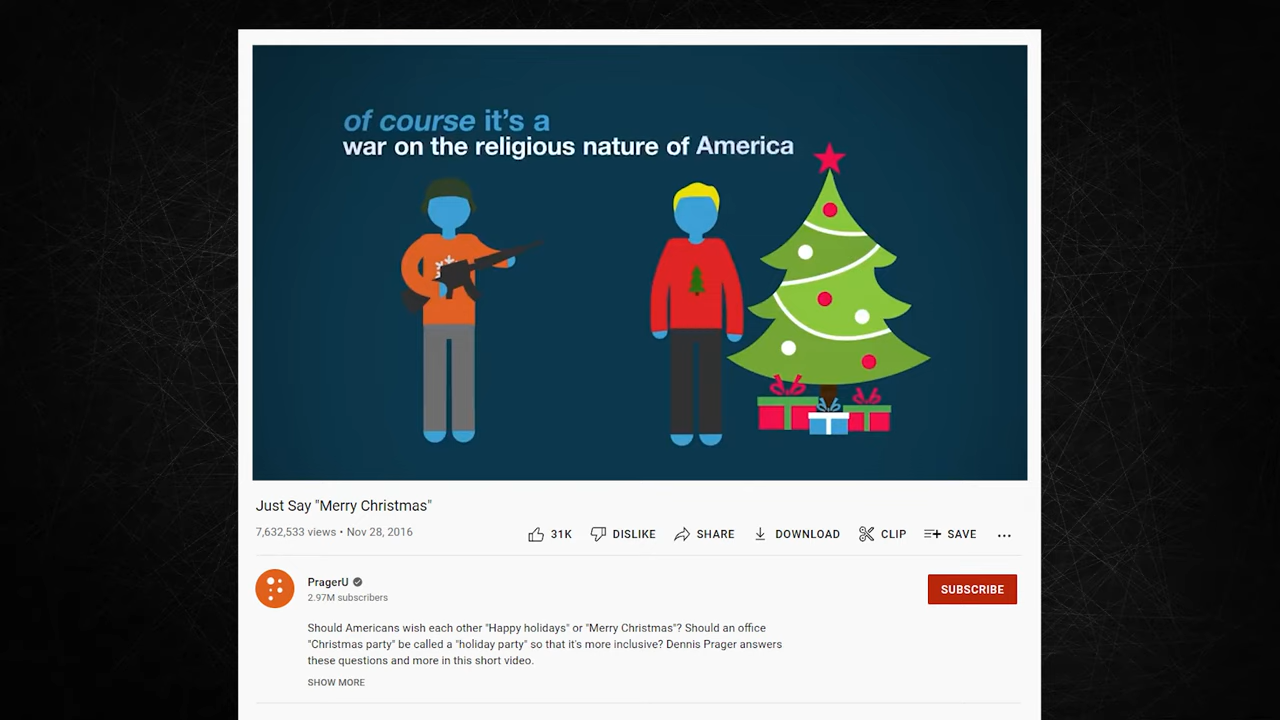 of course it's a
war on the religious nature of America
Just Say "Merry Christmas"
7,632,533 views • Nov 28, 2016
31K DISLIKE SHARE DOWNLOAD CLIP SAVE ...
PragerU
2.97M subscribers
SUBSCRIBE
Should Americans wish each other "Happy holidays" or "Merry Christmas"? Should an office
"Christmas party" be called a "holiday party" so that it's more inclusive? Dennis Prager answers
these questions and more in this short video.
SHOW MORE